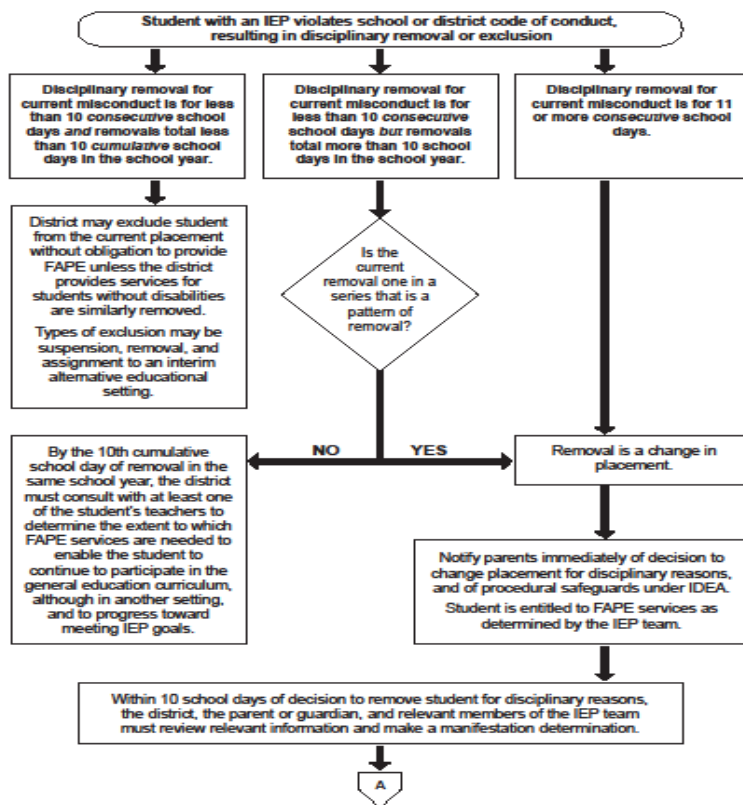 Student with an IEP violates school or district code of conduct,
resulting in disciplinary removal or exclusion
Disciplinary removal for
current misconduct is for less
than 10 consecutive school
days and removals total less
than 10 cumulative school
days in the school year.
Disciplinary removal for
current misconduct is for
less than 10 consecutive
school days but removals
total more than 10 school
days in the school year.
Disciplinary removal for
current misconduct is for 11
or more consecutive school
days.
District may exclude student
from the current placement
without obligation to provide
FAPE unless the district
provides services for
students without disabilities
are similarly removed.
Types of exclusion may be
suspension, removal, and
assignment to an interim
alternative educational
setting.
Is the
current
removal one in a
series that is a
pattern of
removal?
NO
YES
By the 10th cumulative
school day of removal in the
same school year, the district
must consult with at least one
of the student's teachers to
determine the extent to which
FAPE services are needed to
enable the student to
continue to participate in the
general education curriculum,
although in another setting,
and to progress toward
meeting IEP goals.
Removal is a change in
placement.
Notify parents immediately of decision to
change placement for disciplinary reasons,
and of procedural safeguards under IDEA.
Student is entitled to FAPE services as
determined by the IEP team.
Within 10 school days of decision to remove student for disciplinary reasons,
the district, the parent or guardian, and relevant members of the IEP team
must review relevant information and make a manifestation determination.
A